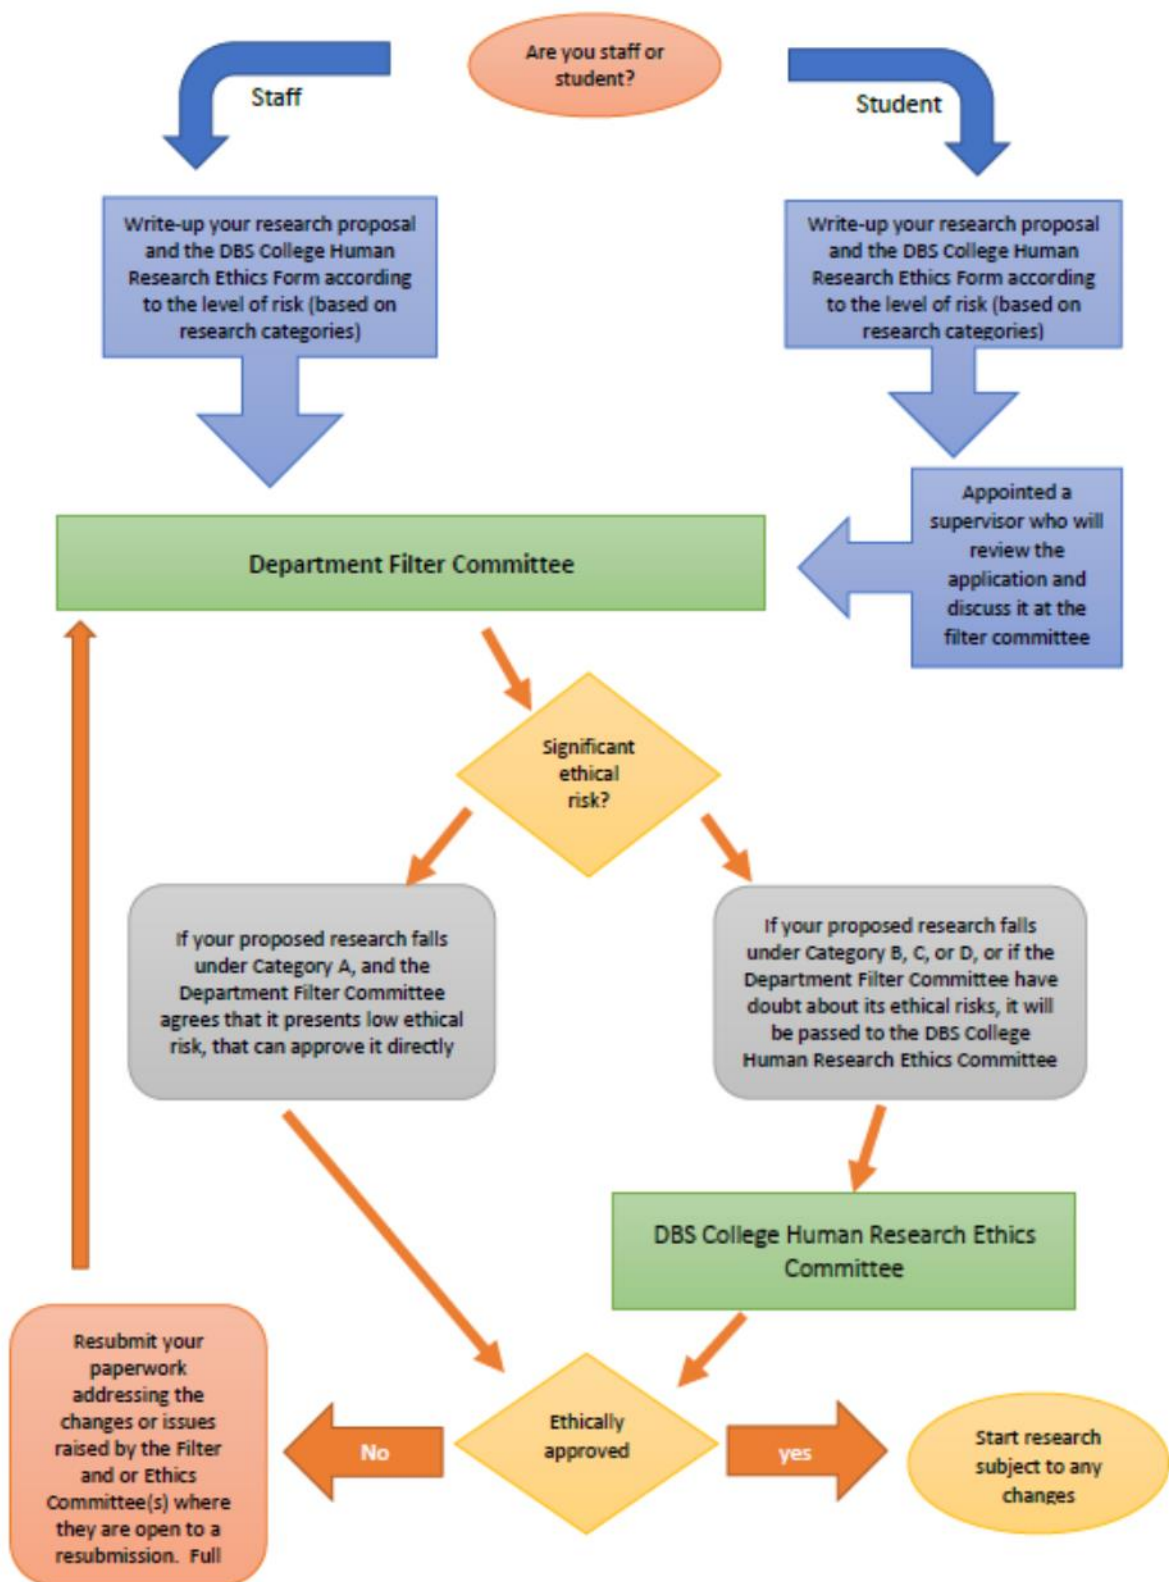 Are you staff or
student?
Staff
Student
Write-up your research proposal
and the DBS College Human
Research Ethics Form according
to the level of risk (based on
research categories)
Write-up your research proposal
and the DBS College Human
Research Ethics Form according
to the level of risk (based on
research categories)
Appointed a
supervisor who will
review the
application and
discuss it at the
filter committee
Department Filter Committee
Significant
ethical
risk?
If your proposed research falls
under Category A, and the
Department Filter Committee
agrees that it presents low ethical
risk, that can approve it directly
If your proposed research falls
under Category B, C, or D, or if the
Department Filter Committee have
doubt about its ethical risks, it will
be passed to the DBS College
Human Research Ethics Committee
DBS College Human Research Ethics
Committee
Resubmit your
paperwork
addressing the
changes or issues
raised by the Filter
and or Ethics
Committee(s) where
they are open to a
resubmission. Full
No
Ethically
approved
yes
Start research
subject to any
changes